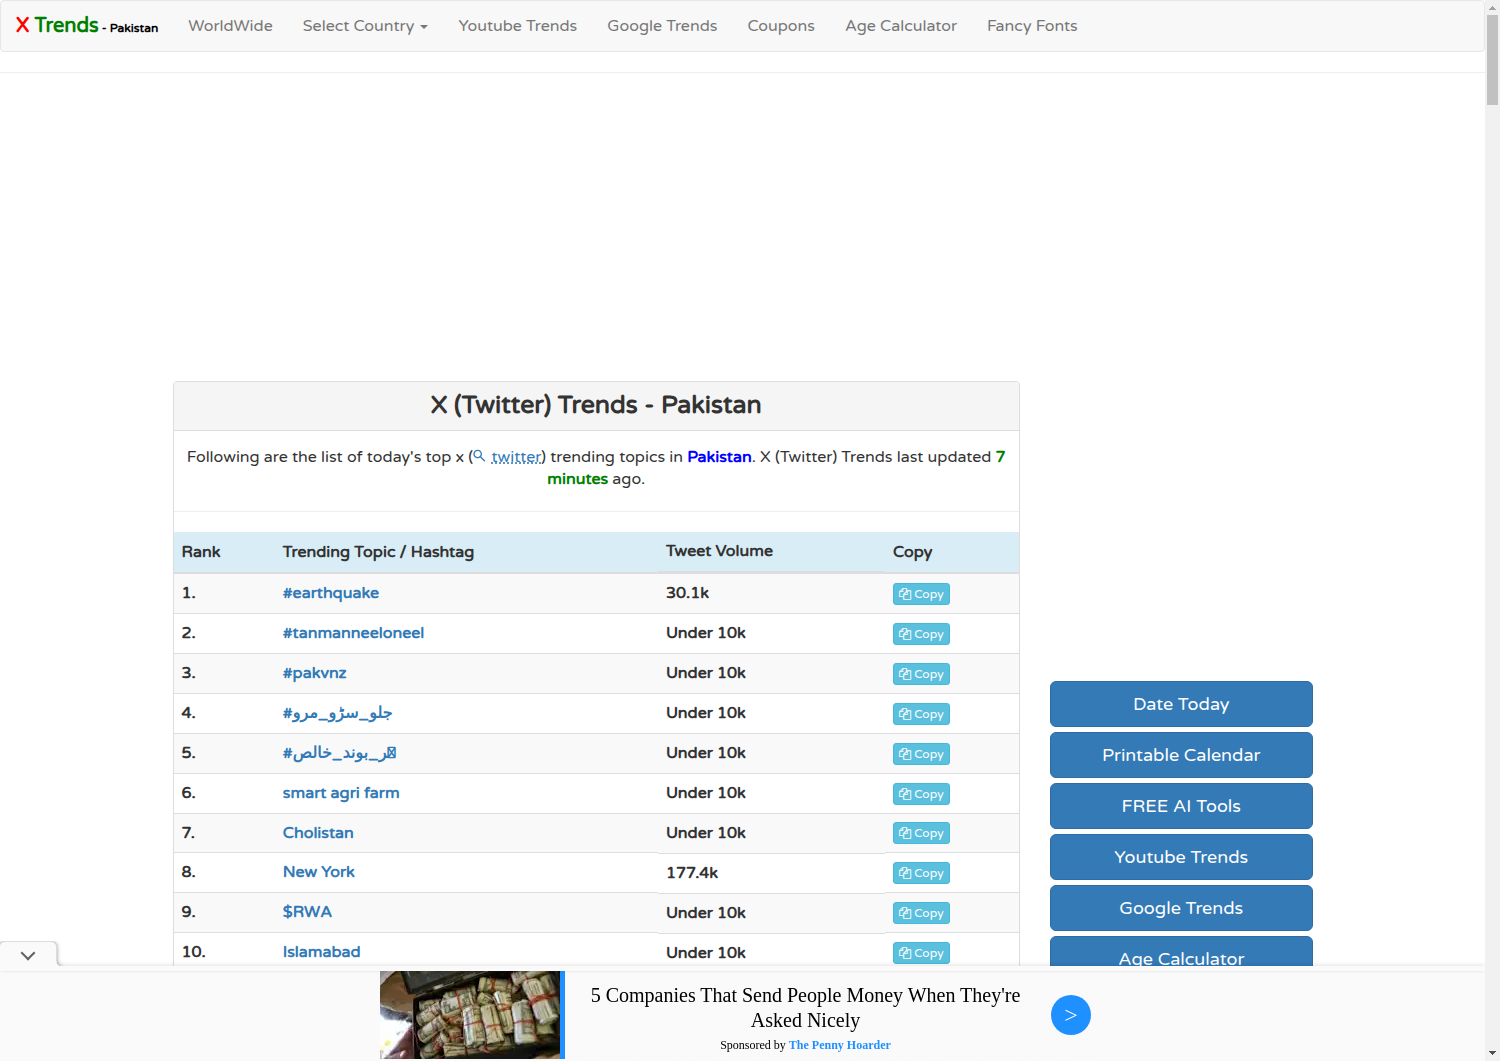 X Trends - Pakistan WorldWide Select Country Youtube Trends Google Trends Coupons Age Calculator Fancy Fonts
X (Twitter) Trends - Pakistan
Following are the list of today's top x ( twitter) trending topics in Pakistan. X (Twitter) Trends last updated 7
minutes ago.
Rank Trending Topic / Hashtag Tweet Volume Copy
1. #earthquake 30.1k Copy
2. #tanmanneeloneel Under 10k Copy
3. #pakvnz Under 10k Copy
4. #جلو_سڑو_مرو Under 10k Copy
5. ر_بوند_خالص# Under 10k Copy
6. smart agri farm Under 10k Copy
7. Cholistan Under 10k Copy
8. New York 177.4k Copy
9. $RWA Under 10k Copy
10. Islamabad Under 10k Copy
Date Today
Printable Calendar
FREE AI Tools
Youtube Trends
Google Trends
Age Calculator
5 Companies That Send People Money When They're
Asked Nicely
Sponsored by The Penny Hoarder
>